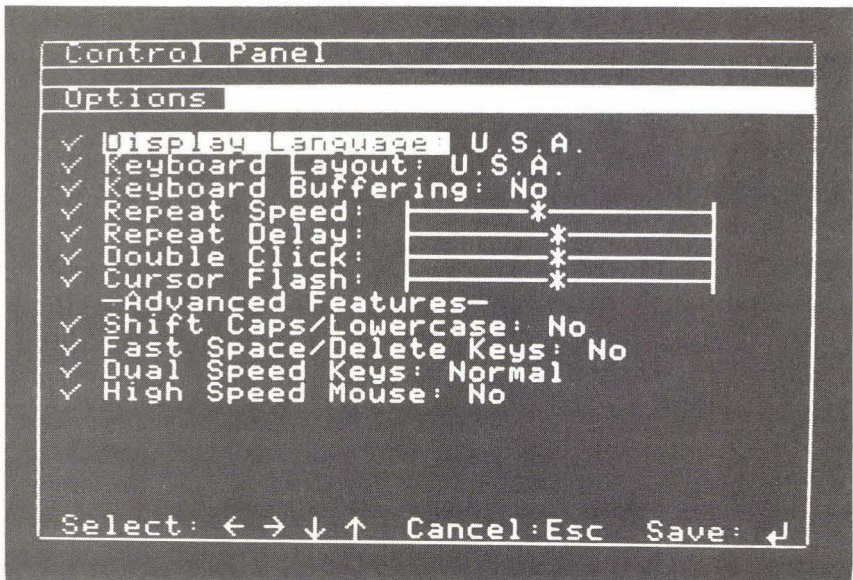 Control Panel
Options
✓ Display Language: U.S.A.
✓ Keyboard Layout: U.S.A.
✓ Keyboard Buffering: No
✓ Repeat Speed:
✓ Repeat Delay:
✓ Double Click:
✓ Cursor Flash:
—Advanced Features—
✓ Shift Caps/Lowercase: No
✓ Fast Space/Delete Keys: No
✓ Dual Speed Keys: Normal
✓ High Speed Mouse: No
Select: ← → ↓ ↑ Cancel:Esc Save: ↵